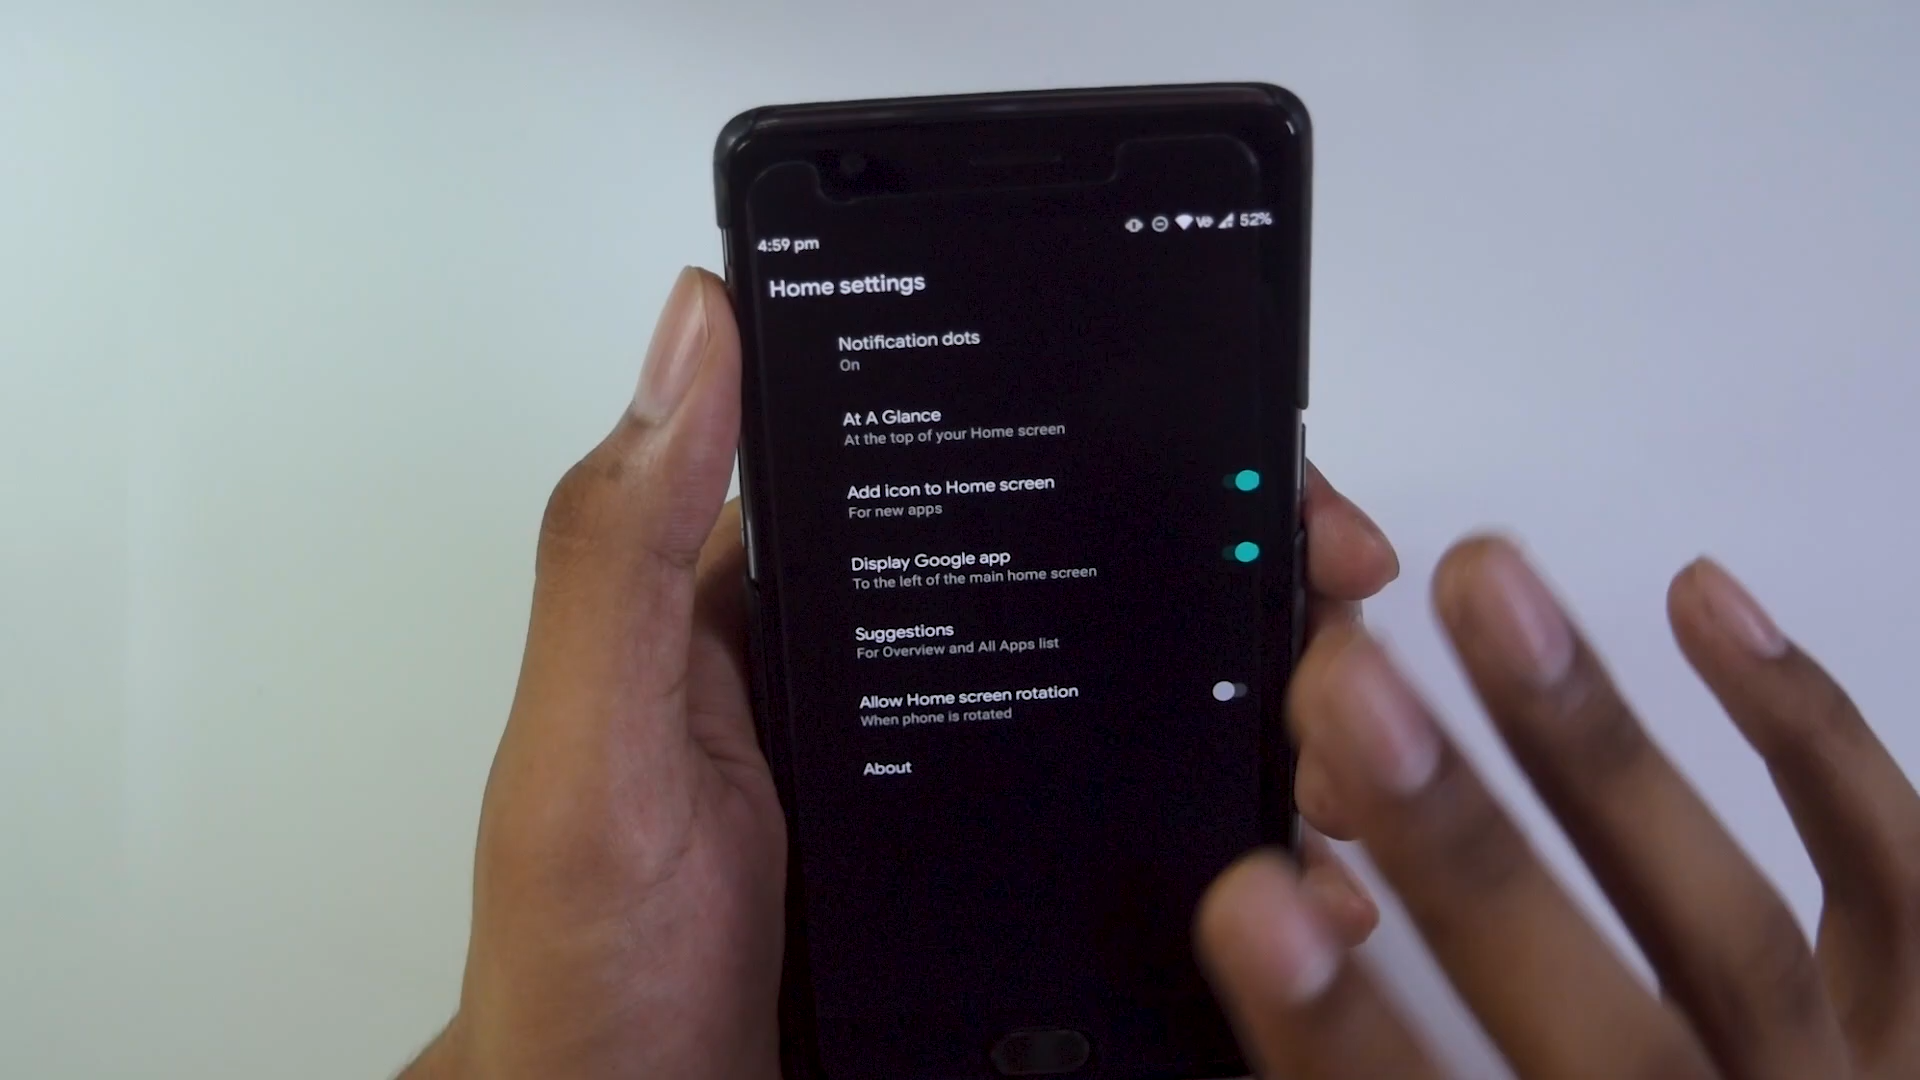 4:59 pm
52%
Home settings
Notification dots
On
At A Glance
At the top of your Home screen
Add icon to Home screen
For new apps
Display Google app
To the left of the main home screen
Suggestions
For Overview and All Apps list
Allow Home screen rotation
When phone is rotated
About